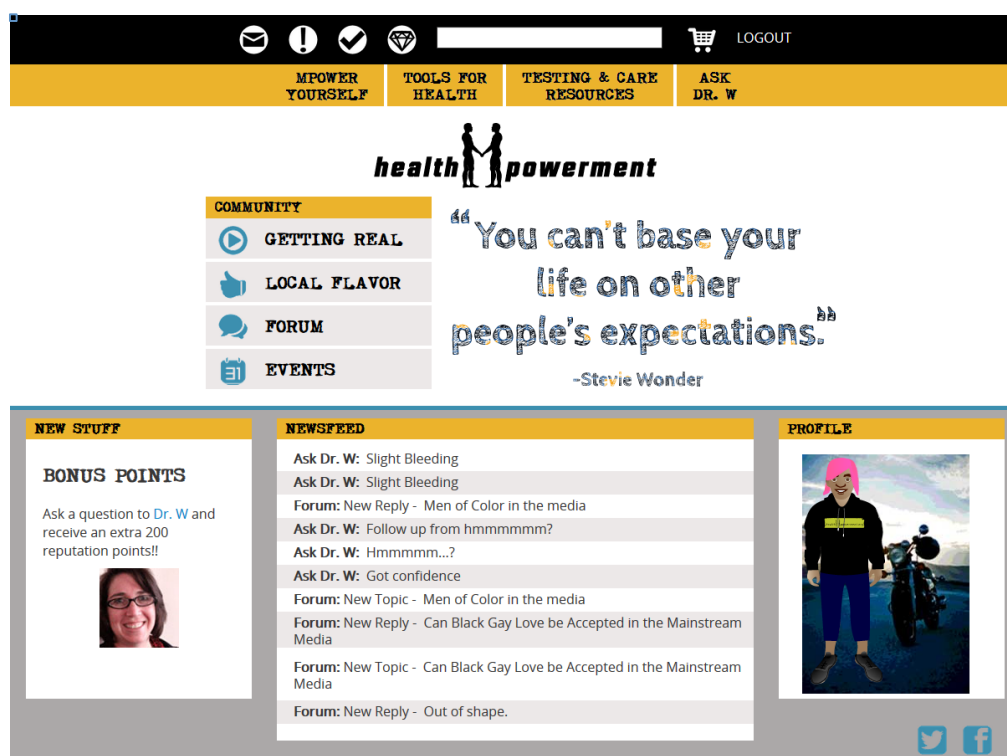 LOGOUT
MPOWER YOURSELF
TOOLS FOR HEALTH
TESTING & CARE RESOURCES
ASK DR. W
health powerment
COMMUNITY
GETTING REAL
LOCAL FLAVOR
FORUM
EVENTS
31
“You can't base your
life on other
people's expectations.”
-Stevie Wonder
NEW STUFF
BONUS POINTS
Ask a question to Dr. W and
receive an extra 200
reputation points!!
NEWSFEED
Ask Dr. W: Slight Bleeding
Ask Dr. W: Slight Bleeding
Forum: New Reply - Men of Color in the media
Ask Dr. W: Follow up from hmmmmmm?
Ask Dr. W: Hmmmmm...?
Ask Dr. W: Got confidence
Forum: New Topic - Men of Color in the media
Forum: New Reply - Can Black Gay Love be Accepted in the Mainstream
Media
Forum: New Topic - Can Black Gay Love be Accepted in the Mainstream
Media
Forum: New Reply - Out of shape.
PROFILE